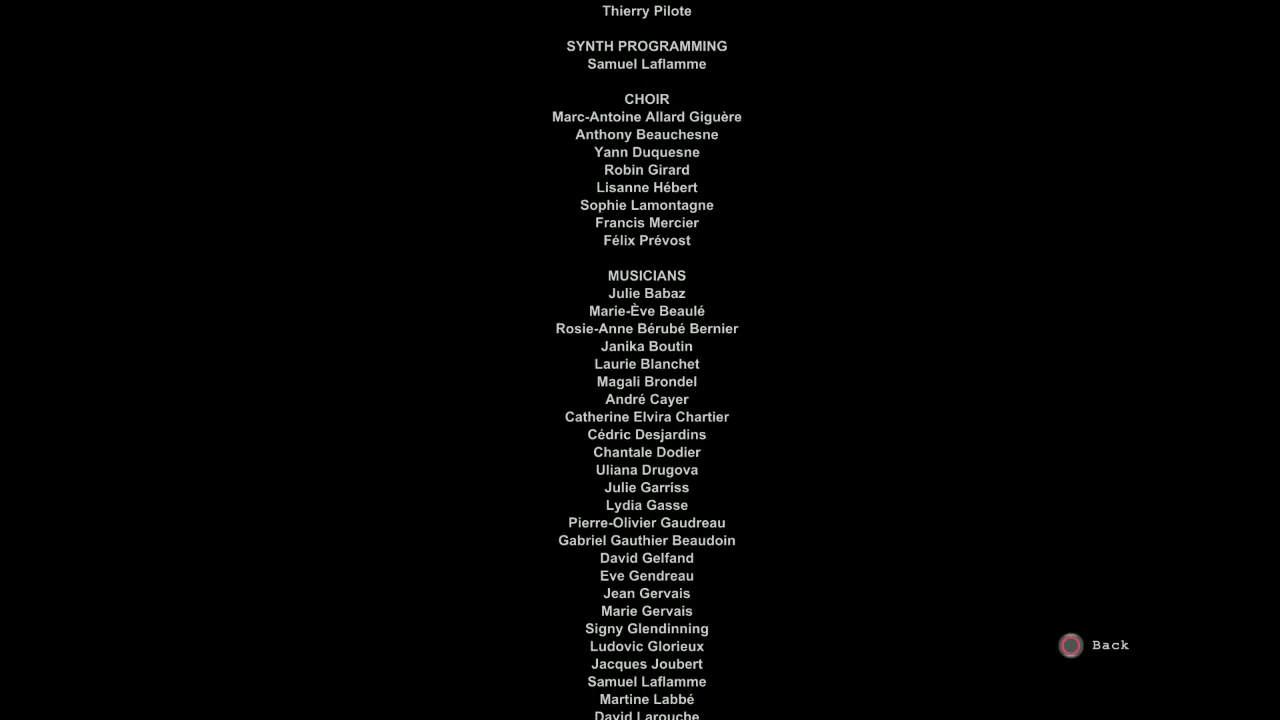 Thierry Pilote
SYNTH PROGRAMMING
Samuel Laflamme
CHOIR
Marc-Antoine Allard Giguère
Anthony Beauchesne
Yann Duquesne
Robin Girard
Lisanne Hébert
Sophie Lamontagne
Francis Mercier
Félix Prévost
MUSICIANS
Julie Babaz
Marie-Ève Beaulé
Rosie-Anne Bérubé Bernier
Janika Boutin
Laurie Blanchet
Magali Brondel
André Cayer
Catherine Elvira Chartier
Cédric Desjardins
Chantale Dodier
Uliana Drugova
Julie Garriss
Lydia Gasse
Pierre-Olivier Gaudreau
Gabriel Gauthier Beaudoin
David Gelfand
Eve Gendreau
Jean Gervais
Marie Gervais
Signy Glendinning
Ludovic Glorieux
Back
Jacques Joubert
Samuel Laflamme
Martine Labbé
David Larouche